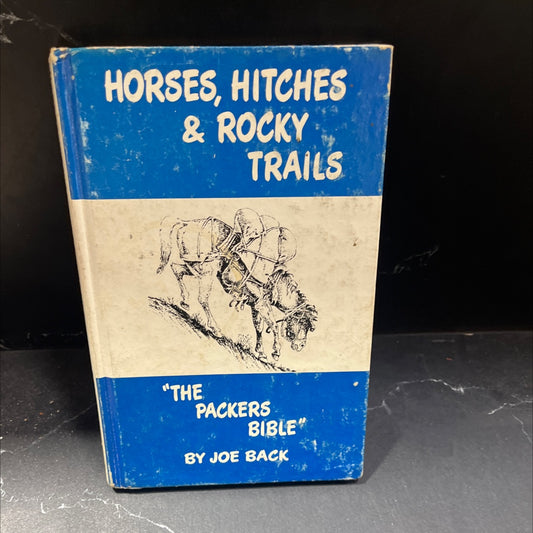 HORSES, HITCHES
& ROCKY
TRAILS
"THE
PACKERS
BIBLE"
BY JOE BACK